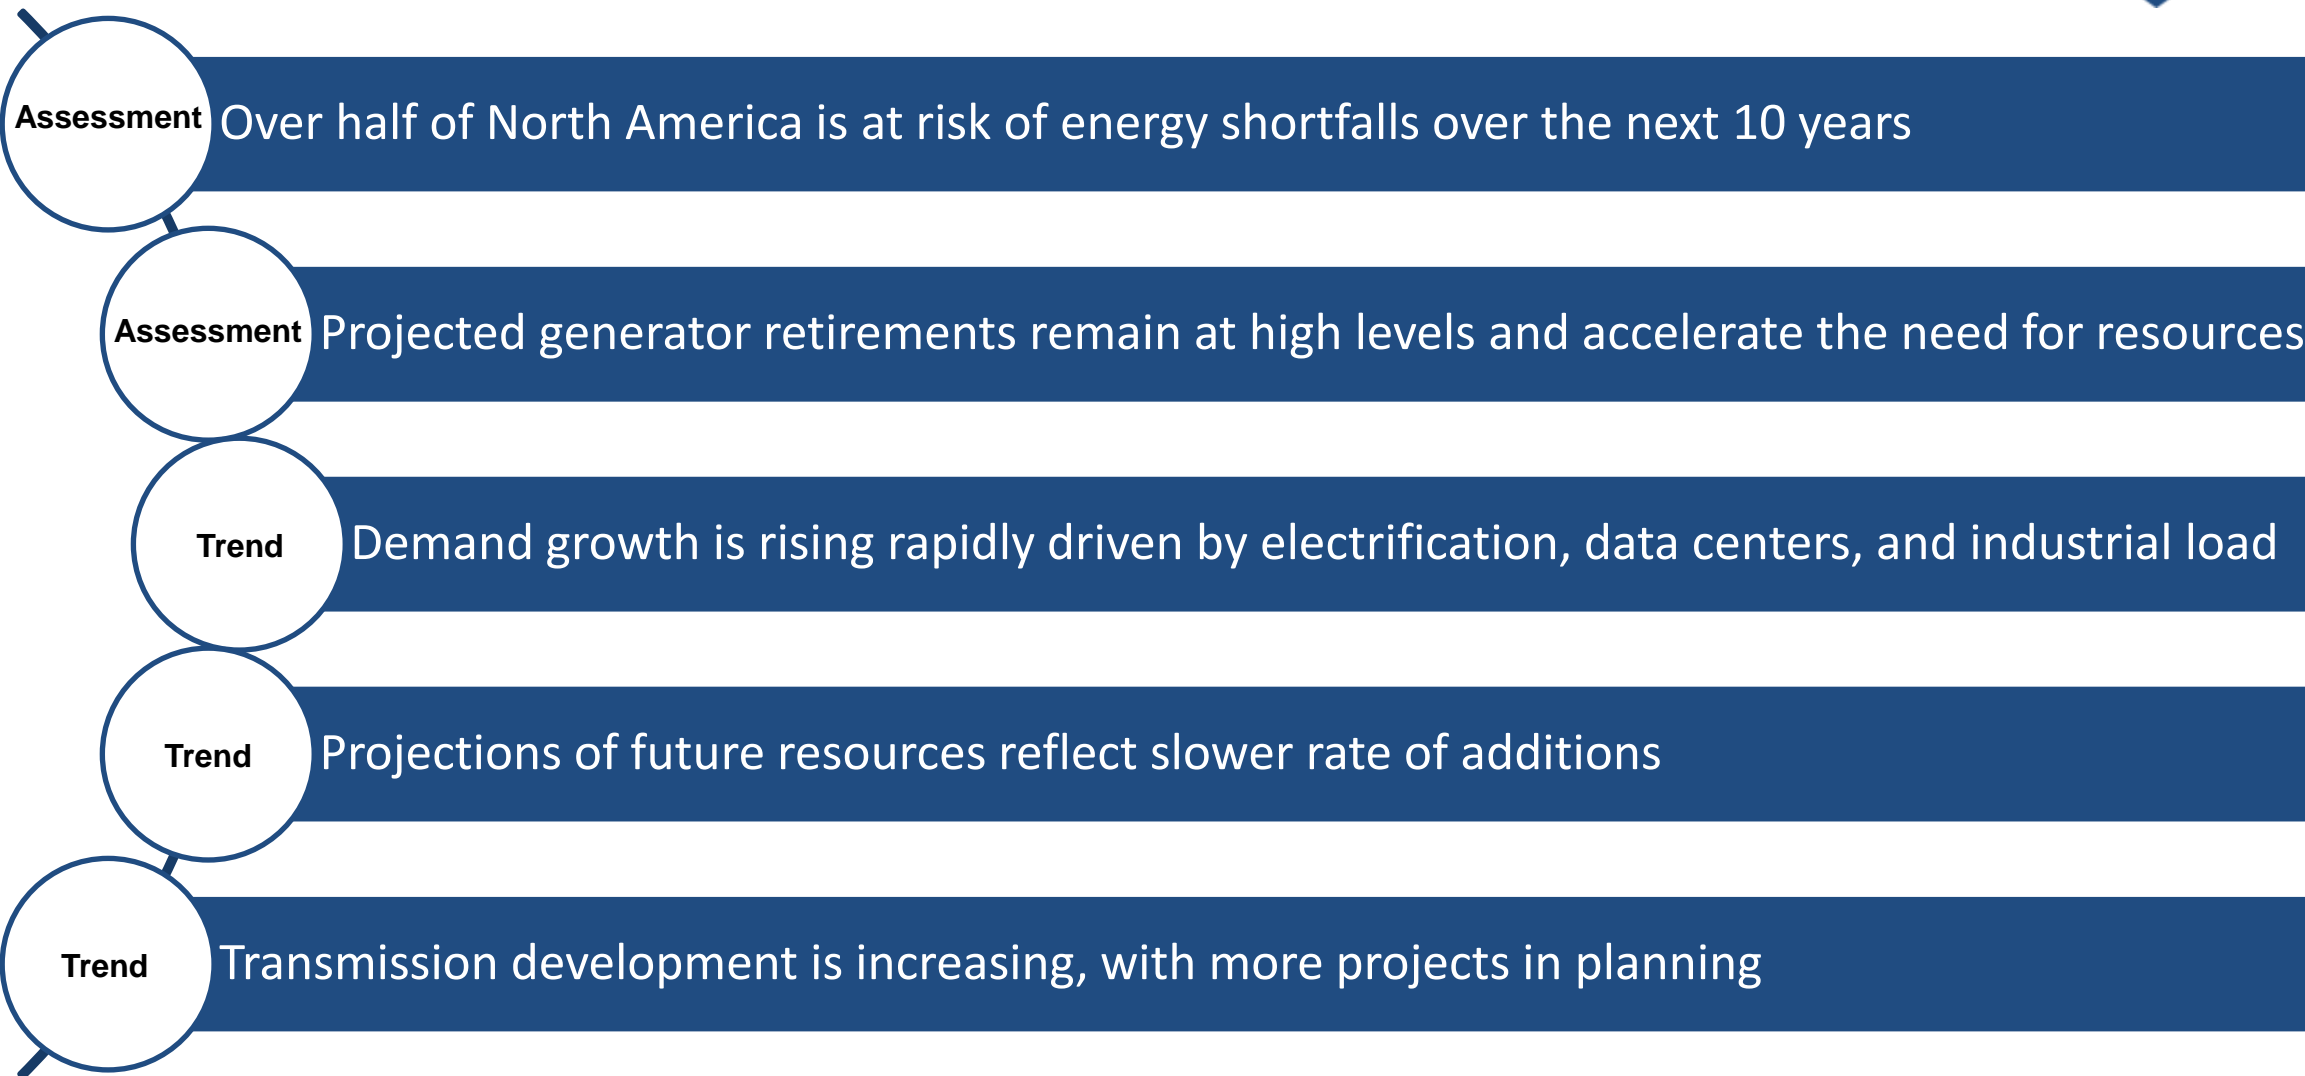 Assessment
Over half of North America is at risk of energy shortfalls over the next 10 years
Assessment
Projected generator retirements remain at high levels and accelerate the need for resources
Trend
Demand growth is rising rapidly driven by electrification, data centers, and industrial load
Trend
Projections of future resources reflect slower rate of additions
Trend
Transmission development is increasing, with more projects in planning